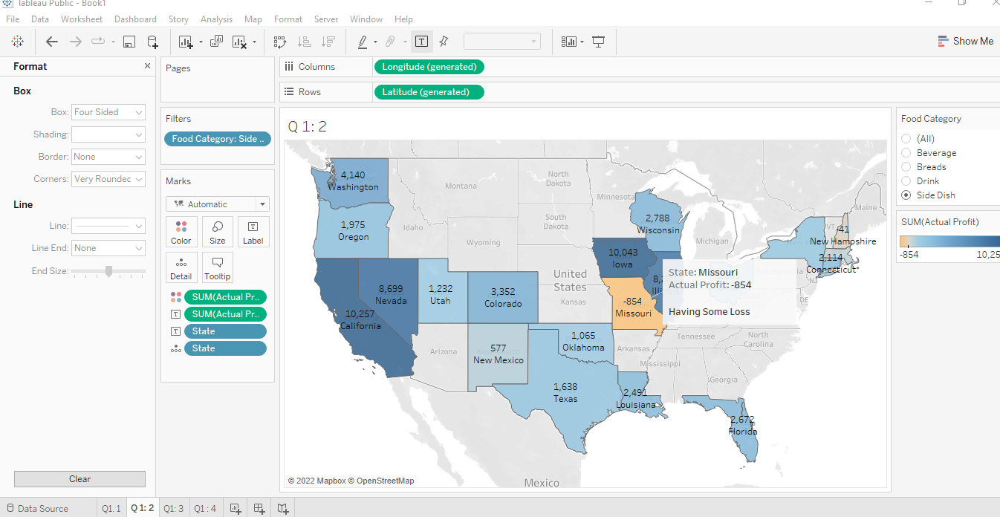 Tableau Public - Book1
File Data Worksheet Dashboard Story Analysis Map Format Server Window Help
Show Me
Format
Box
Box: Four Sided
Shading:
Border: None
Corners: Very Rounded
Line
Line:
Line End: None
End Size:
Clear
Pages
Filters
Food Category: Side ..
Marks
Automatic
Color Size Label
Detail Tooltip
SUM(Actual Pr..
SUM(Actual Pr..
State
State
Columns Longitude (generated)
Rows Latitude (generated)
Q 1: 2
4,140
Washington
Montana
North
Dakota
Minnesota
1,975
Oregon
Idaho
South
Dakota
Wyoming
2,788
Wisconsin
Michigan
Maine
VT
-41
New Hampshire
2,114
Connecticut
10,043
Iowa
8,699
Nevada
1,232
Utah
3,352
Colorado
United
States
Kansas
-854
Missouri
State: Missouri
Actual Profit: -854
Having Some Loss
NJ
DE
10,257
California
Arizona
577
New Mexico
1,065
Oklahoma
Arkansas
Tennessee
North
Carolina
Mississippi
Georgia
1,638
Texas
2,491
Louisiana
2,672
Florida
Mexico
© 2022 Mapbox © OpenStreetMap
Food Category
(All)
Beverage
Breads
Drink
Side Dish
SUM(Actual Profit)
-854 10,25
Data Source Q1. 1 Q 1: 2 Q1: 3 Q1 : 4